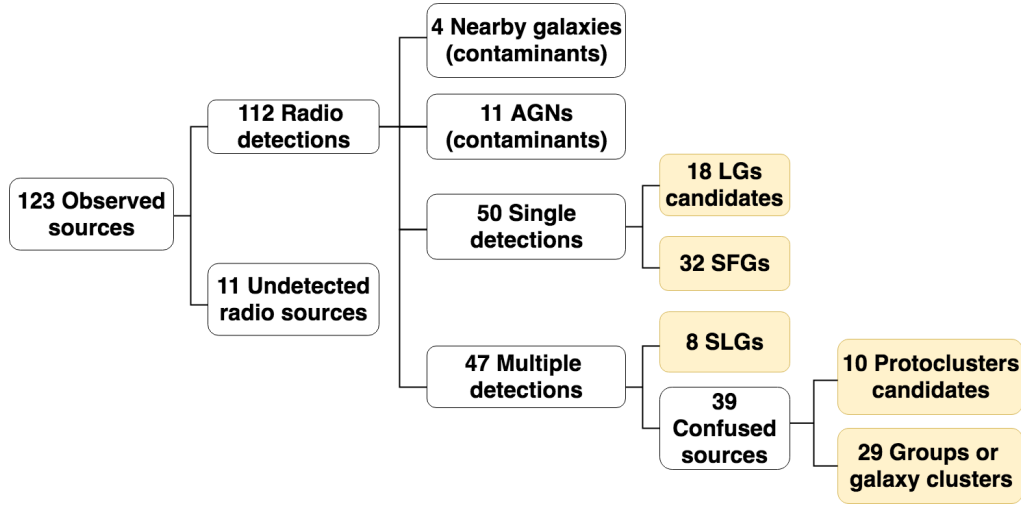 123 Observed
sources
112 Radio
detections
11 Undetected
radio sources
4 Nearby galaxies
(contaminants)
11 AGNs
(contaminants)
50 Single
detections
47 Multiple
detections
18 LGs
candidates
32 SFGs
8 SLGs
39
Confused
sources
10 Protoclusters
candidates
29 Groups or
galaxy clusters